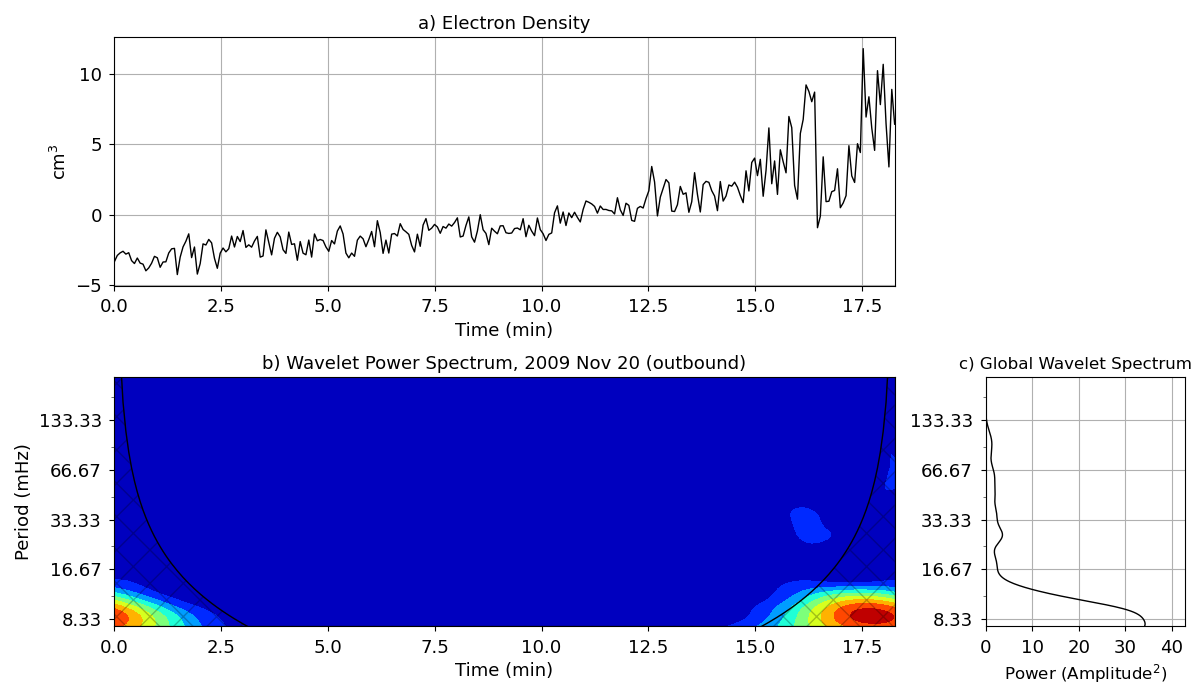 a) Electron Density
cm³
10
5
0
−5
0.0 2.5 5.0 7.5 10.0 12.5 15.0 17.5
Time (min)
b) Wavelet Power Spectrum, 2009 Nov 20 (outbound)
Period (mHz)
133.33
66.67
33.33
16.67
8.33
0.0 2.5 5.0 7.5 10.0 12.5 15.0 17.5
Time (min)
c) Global Wavelet Spectrum
133.33
66.67
33.33
16.67
8.33
0 10 20 30 40
Power (Amplitude²)